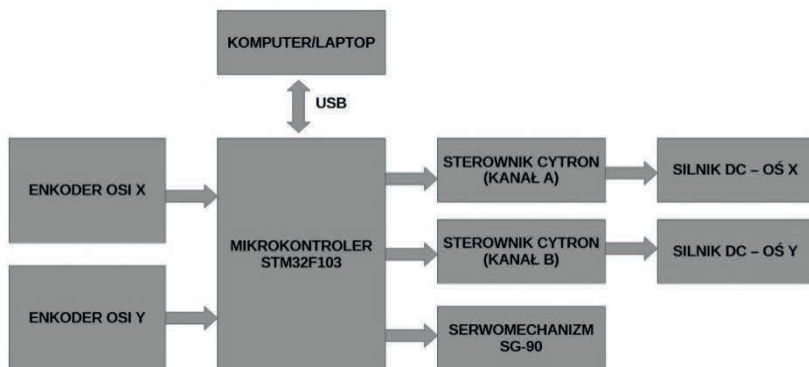 KOMPUTER/LAPTOP
USB
ENKODER OSI X
ENKODER OSI Y
MIKROKONTROLER
STM32F103
STEROWNIK CYTRON
(KANAŁ A)
SILNIK DC – OŚ X
STEROWNIK CYTRON
(KANAŁ B)
SILNIK DC – OŚ Y
SERWOMECHANIZM
SG-90